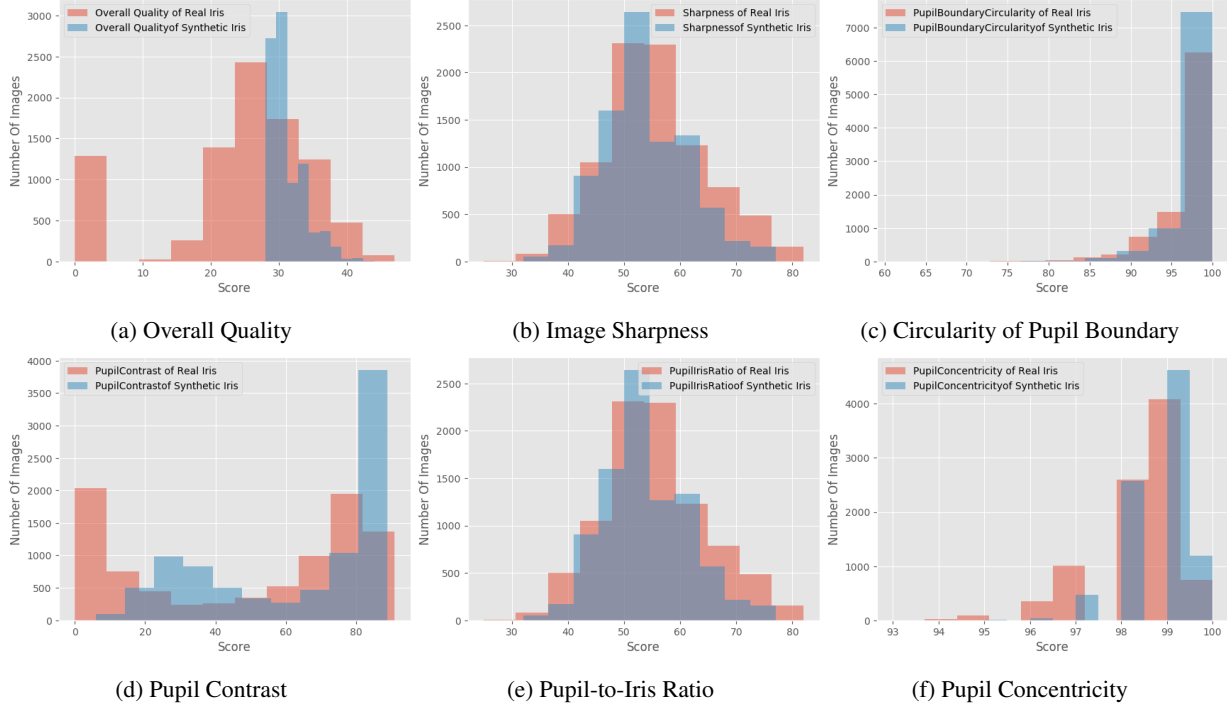 Overall Quality of Real Iris
Overall Qualityof Synthetic Iris
Number Of Images
3000
2500
2000
1500
1000
500
0
0 10 20 30 40
Score
(a) Overall Quality
Sharpness of Real Iris
Sharpnessof Synthetic Iris
Number Of Images
2500
2000
1500
1000
500
0
30 40 50 60 70 80
Score
(b) Image Sharpness
PupilBoundaryCircularity of Real Iris
PupilBoundaryCircularityof Synthetic Iris
Number Of Images
7000
6000
5000
4000
3000
2000
1000
0
60 65 70 75 80 85 90 95 100
Score
(c) Circularity of Pupil Boundary
PupilContrast of Real Iris
PupilContrastof Synthetic Iris
Number Of Images
4000
3500
3000
2500
2000
1500
1000
500
0
0 20 40 60 80
Score
(d) Pupil Contrast
PupilIrisRatio of Real Iris
PupilIrisRatioof Synthetic Iris
Number Of Images
2500
2000
1500
1000
500
0
30 40 50 60 70 80
Score
(e) Pupil-to-Iris Ratio
PupilConcentricity of Real Iris
PupilConcentricityof Synthetic Iris
Number Of Images
4000
3000
2000
1000
0
93 94 95 96 97 98 99 100
Score
(f) Pupil Concentricity